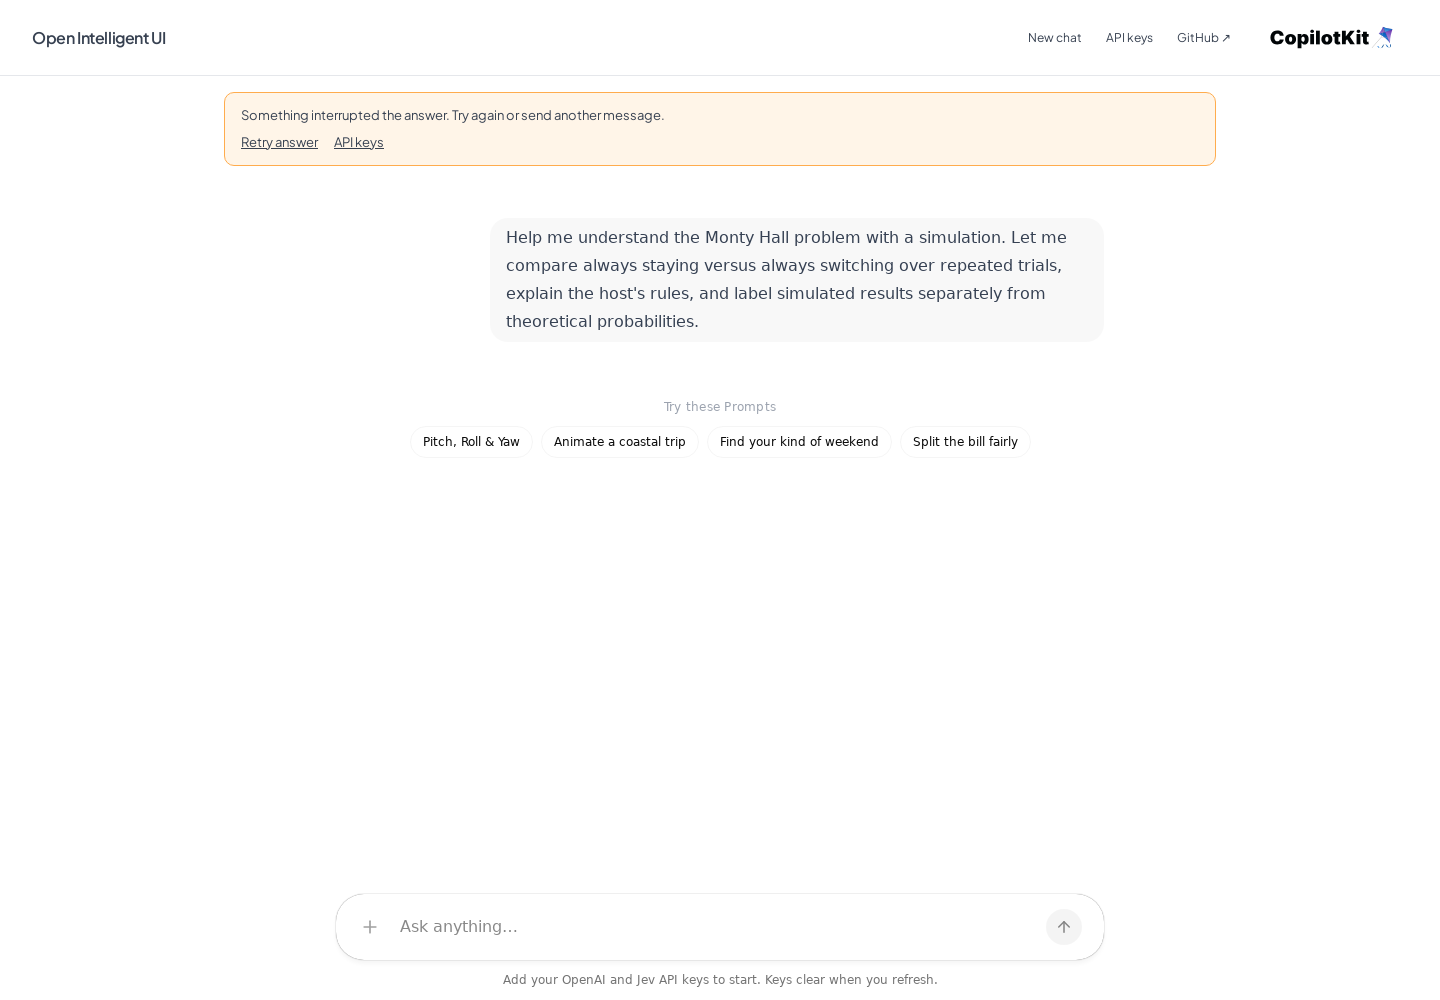 Open Intelligent UI
New chat
API keys
GitHub ↗
CopilotKit
Something interrupted the answer. Try again or send another message.
Retry answer
API keys
Help me understand the Monty Hall problem with a simulation. Let me
compare always staying versus always switching over repeated trials,
explain the host's rules, and label simulated results separately from
theoretical probabilities.
Try these Prompts
Pitch, Roll & Yaw
Animate a coastal trip
Find your kind of weekend
Split the bill fairly
Ask anything...
Add your OpenAI and Jev API keys to start. Keys clear when you refresh.